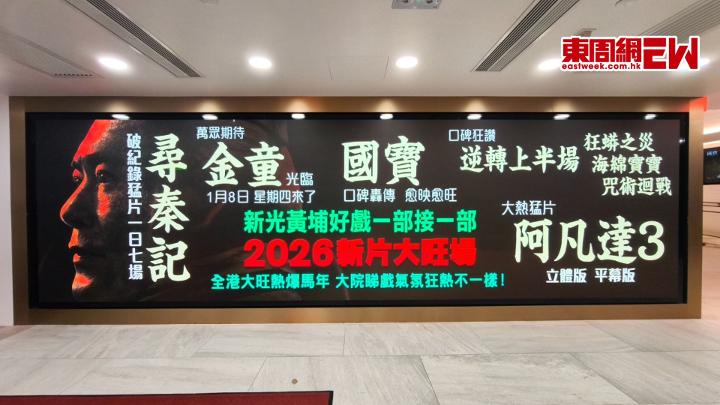 東周網EW
eastweek.com.hk
破紀錄猛片一日七場
尋秦記
萬眾期待
金童光臨
1月8日 星期四來了
國寶
口碑轟傳 愈映愈旺
口碑狂讚
逆轉上半場
狂蟒之災
海綿寶寶
咒術迴戰
新光黃埔好戲一部接一部
2026新片大旺場
全港大旺熱爆馬年 大院睇戲氣氛狂熱不一樣!
大熱猛片
阿凡達3
立體版 平幕版